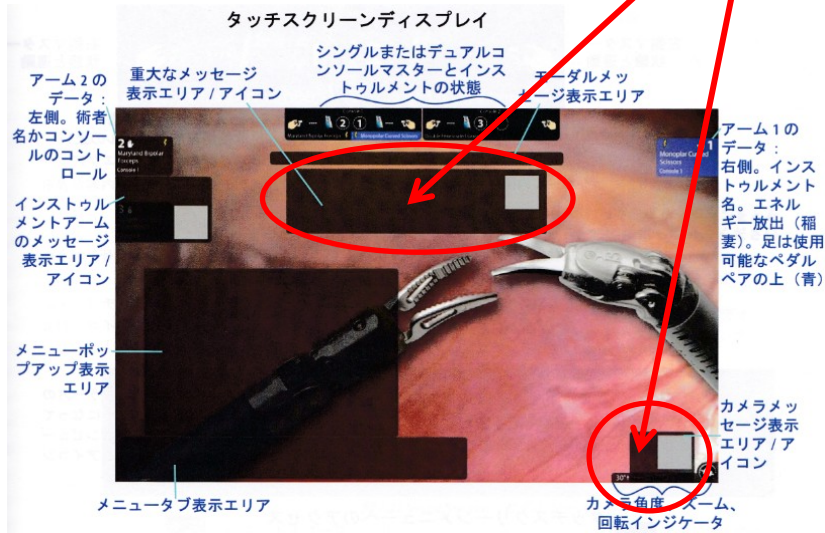 タッチスクリーンディスプレイ
シングルまたはデュアルコ
ンソールマスターとインス
トゥルメントの状態
重大なメッセージ
表示エリア / アイコン
モーダルメッ
セージ表示エリア
アーム 2 の
データ：
左側。術者
名かコンソー
ルのコント
ロール
インストゥル
メントアーム
のメッセージ
表示エリア /
アイコン
メニューポッ
プアップ表示
エリア
メニュータブ表示エリア
2
Maryland Bipolar
Forceps
Console 1
3
2 1
3
1
Monopolar Curved
Scissors
Console 1
アーム 1 の
データ：
右側。インス
トゥルメント
名。エネル
ギー放出（稲
妻）。足は使用
可能なペダル
ペアの上（青）
カメラメッ
セージ表示
エリア / ア
イコン
30°
カメラ角度、ズーム、
回転インジケータ